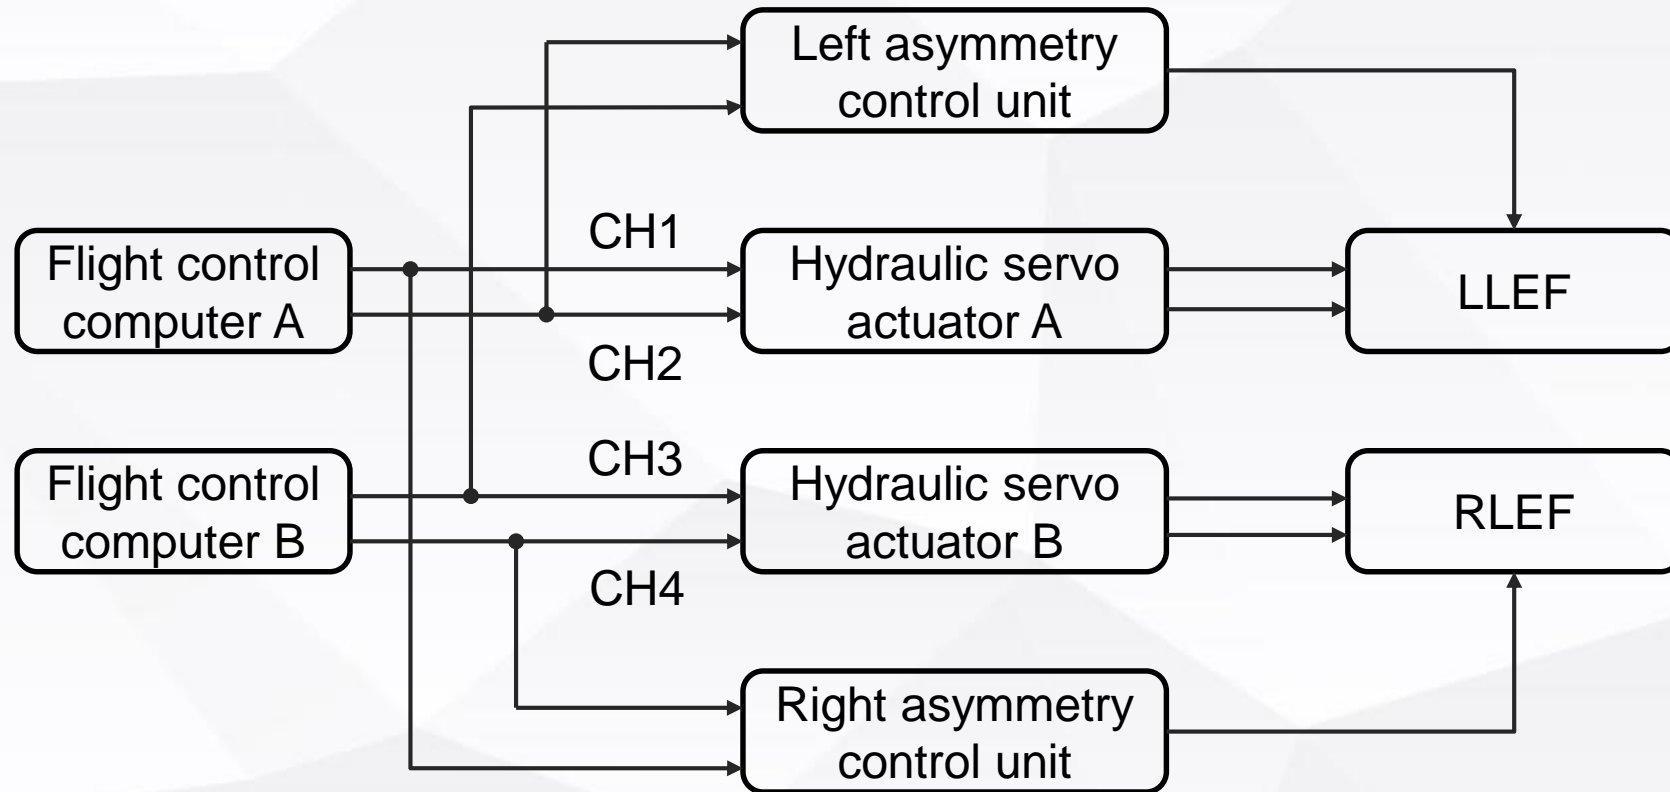 Left asymmetry
control unit
CH1
Flight control
computer A
Hydraulic servo
actuator A
LLEF
CH2
CH3
Flight control
computer B
Hydraulic servo
actuator B
RLEF
CH4
Right asymmetry
control unit